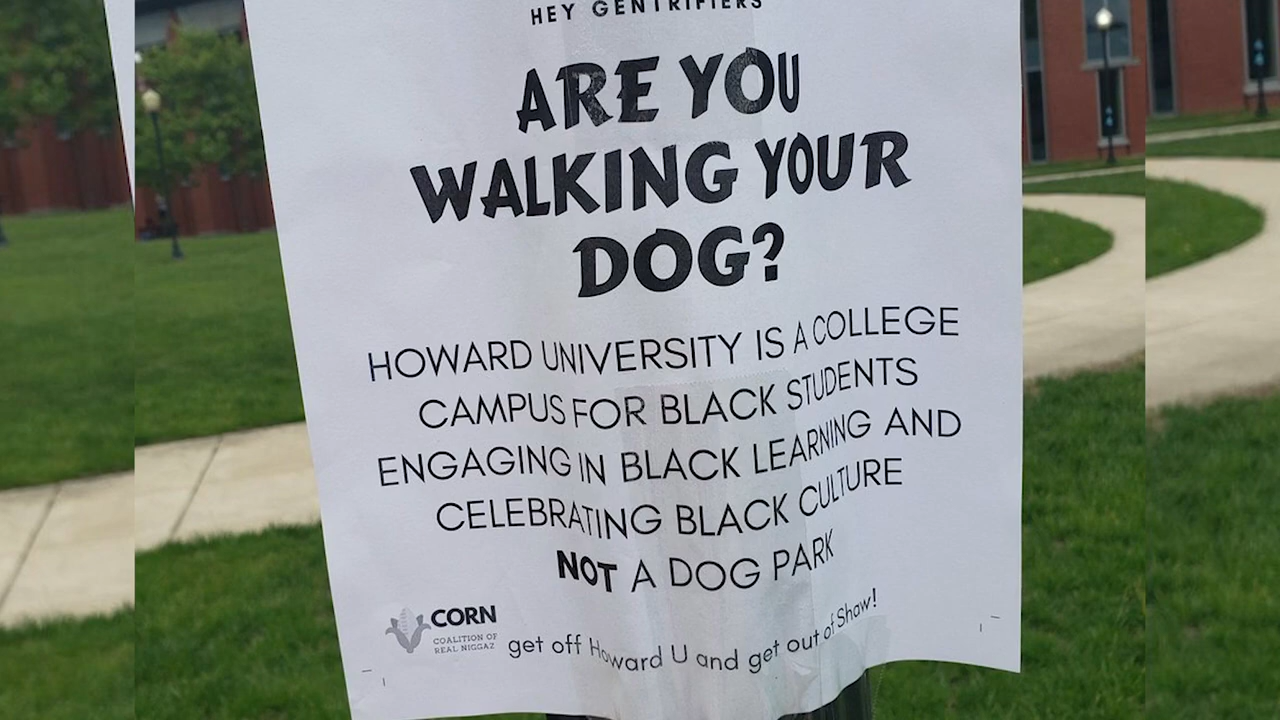 HEY GENTRIFIERS
ARE YOU
WALKING YOUR
DOG?
HOWARD UNIVERSITY IS A COLLEGE
CAMPUS FOR BLACK STUDENTS
ENGAGING IN BLACK LEARNING AND
CELEBRATING BLACK CULTURE
NOT A DOG PARK
CORN
COALITION OF
REAL NIGGAZ
get off Howard U and get out of Shaw!